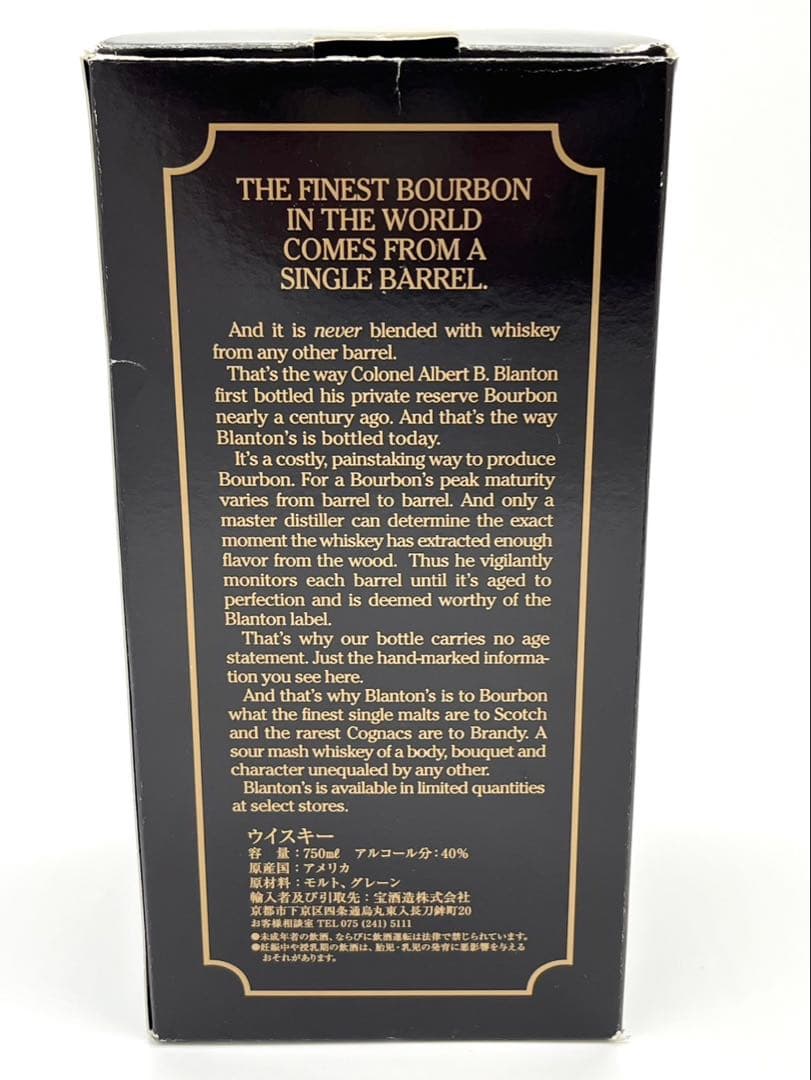 THE FINEST BOURBON
IN THE WORLD
COMES FROM A
SINGLE BARREL.
And it is never blended with whiskey
from any other barrel.
That's the way Colonel Albert B. Blanton
first bottled his private reserve Bourbon
nearly a century ago. And that's the way
Blanton's is bottled today.
It's a costly, painstaking way to produce
Bourbon. For a Bourbon's peak maturity
varies from barrel to barrel. And only a
master distiller can determine the exact
moment the whiskey has extracted enough
flavor from the wood. Thus he vigilantly
monitors each barrel until it's aged to
perfection and is deemed worthy of the
Blanton label.
That's why our bottle carries no age
statement. Just the hand-marked informa-
tion you see here.
And that's why Blanton's is to Bourbon
what the finest single malts are to Scotch
and the rarest Cognacs are to Brandy. A
sour mash whiskey of a body, bouquet and
character unequaled by any other.
Blanton's is available in limited quantities
at select stores.
ウイスキー
容 量：750㎖ アルコール分：40%
原産国：アメリカ
原材料：モルト、グレーン
輸入者及び引取先：宝酒造株式会社
京都市下京区四条通烏丸東入長刀鉾町20
お客様相談室 TEL 075 (241) 5111
●未成年者の飲酒、ならびに飲酒運転は法律で禁じられています。
●妊娠中や授乳期の飲酒は、胎児・乳児の発育に悪影響を与える
おそれがあります。